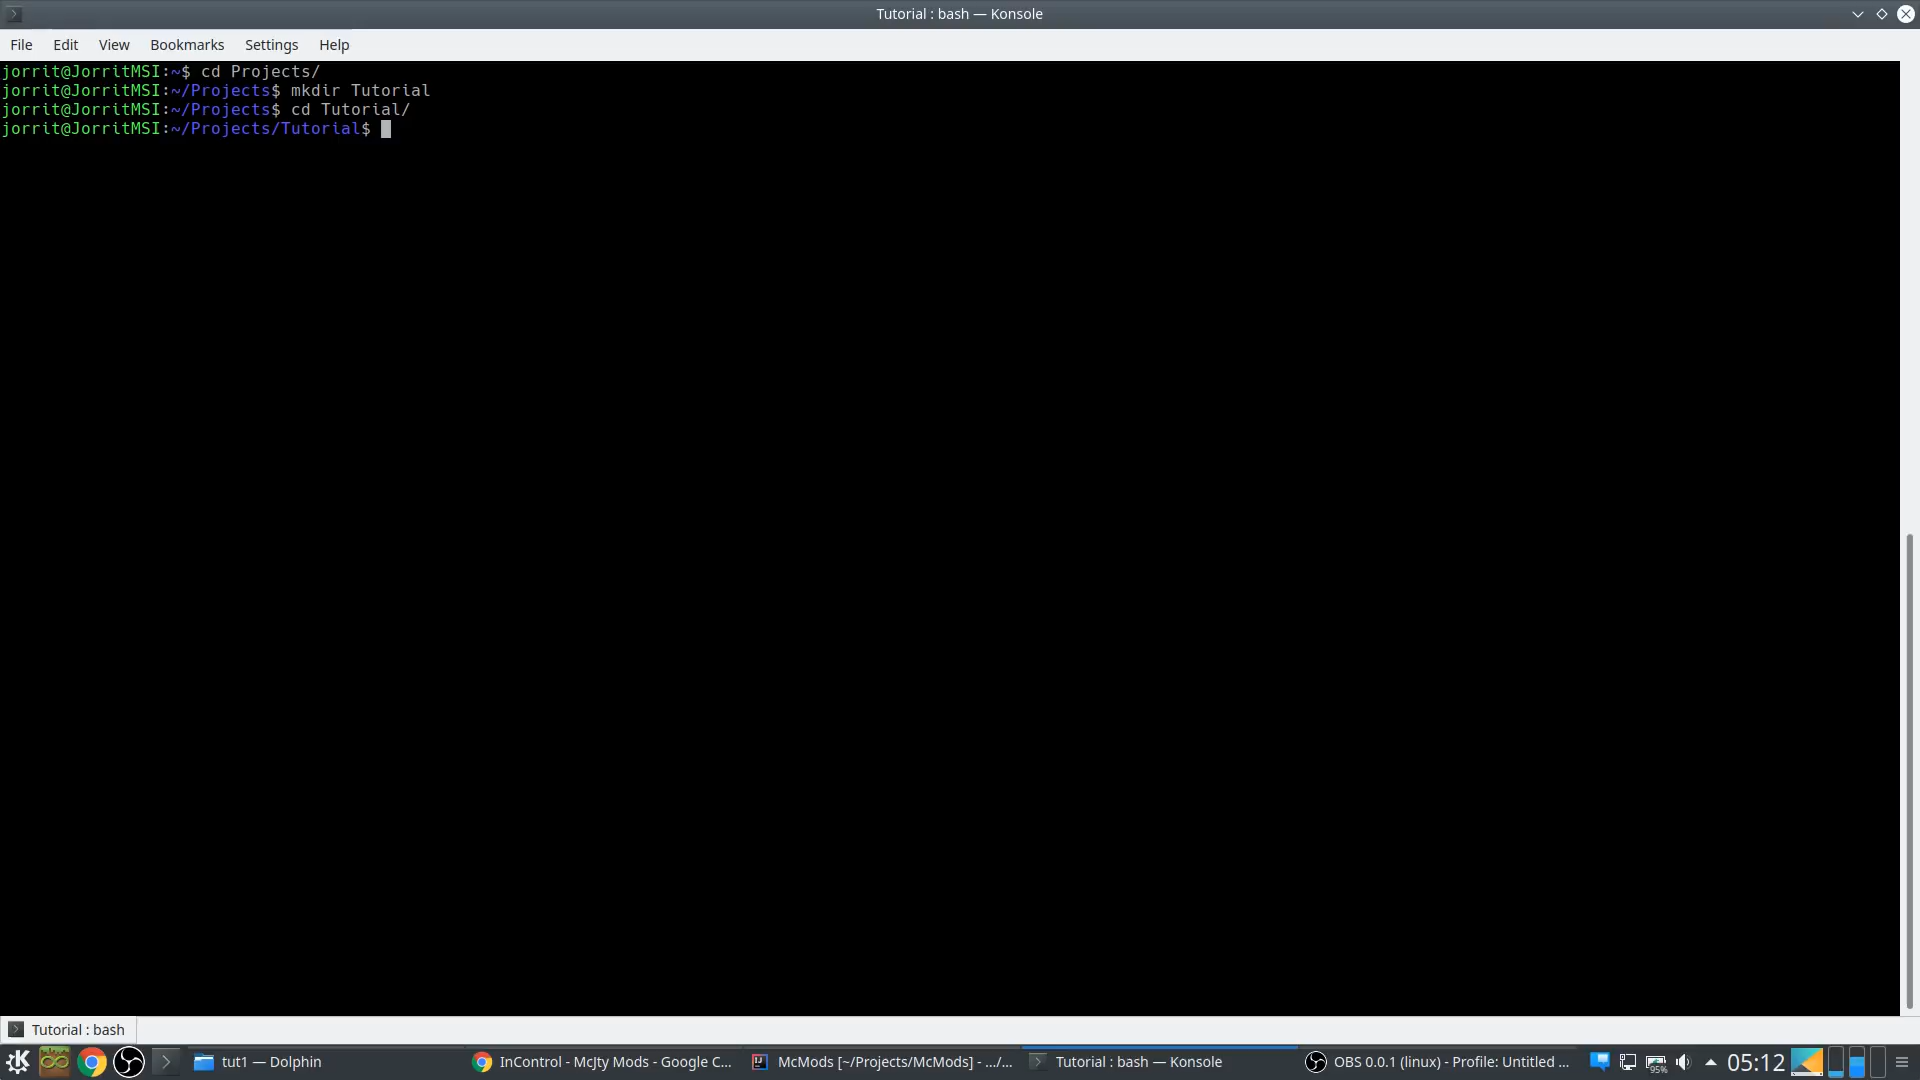 Tutorial : bash — Konsole
File Edit View Bookmarks Settings Help
jorrit@JorritMSI:~$ cd Projects/
jorrit@JorritMSI:~/Projects$ mkdir Tutorial
jorrit@JorritMSI:~/Projects$ cd Tutorial/
jorrit@JorritMSI:~/Projects/Tutorial$
Tutorial : bash
tut1 — Dolphin
InControl - McJty Mods - Google C...
McMods [~/Projects/McMods] - .../...
Tutorial : bash — Konsole
OBS 0.0.1 (linux) - Profile: Untitled ...
95%
05:12